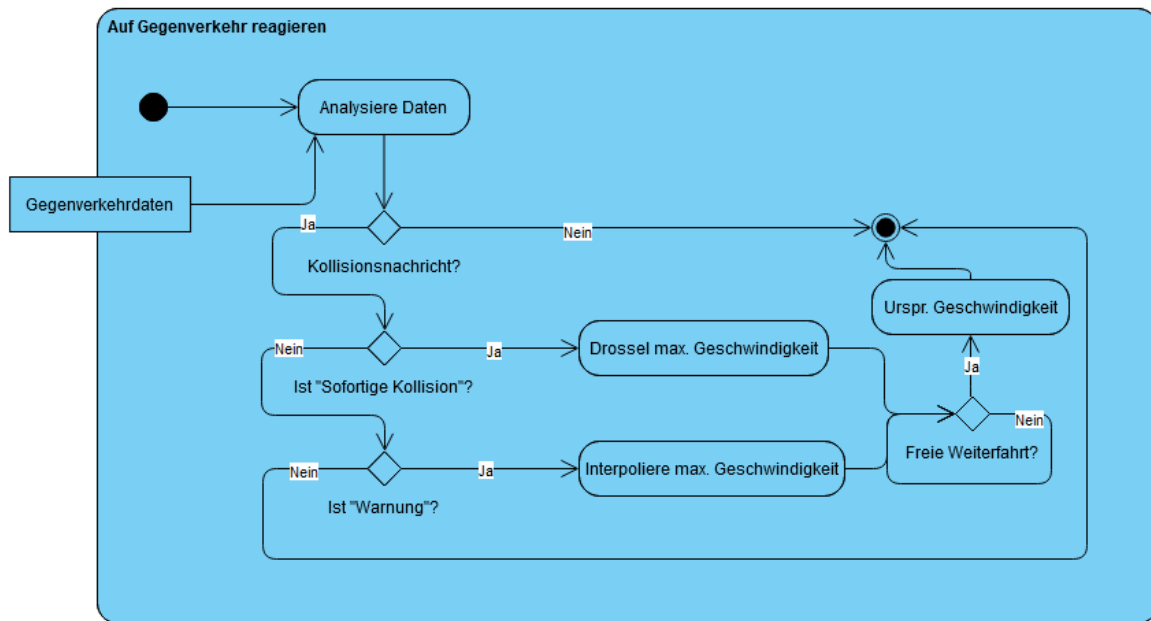 Auf Gegenverkehr reagieren
Analysiere Daten
Gegenverkehrdaten
Ja
Nein
Kollisionsnachricht?
Urspr. Geschwindigkeit
Nein
Ja
Drossel max. Geschwindigkeit
Ja
Ist "Sofortige Kollision"?
Nein
Freie Weiterfahrt?
Nein
Ja
Interpoliere max. Geschwindigkeit
Ist "Warnung"?